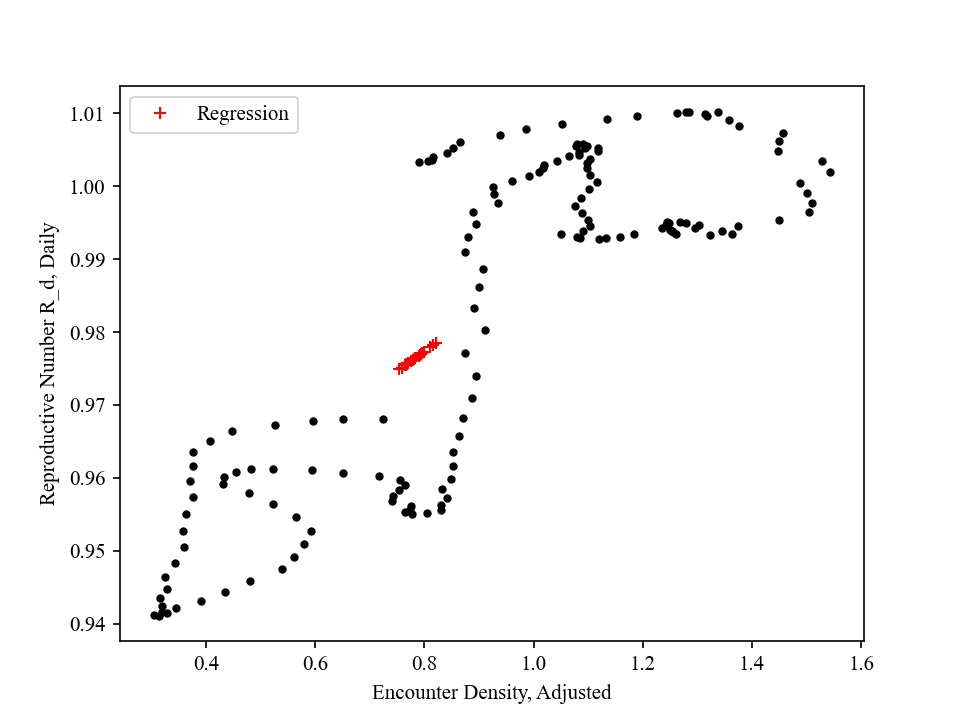 Regression
1.01
1.00
0.99
0.98
0.97
0.96
0.95
0.94
Reproductive Number R_d, Daily
0.4 0.6 0.8 1.0 1.2 1.4 1.6
Encounter Density, Adjusted